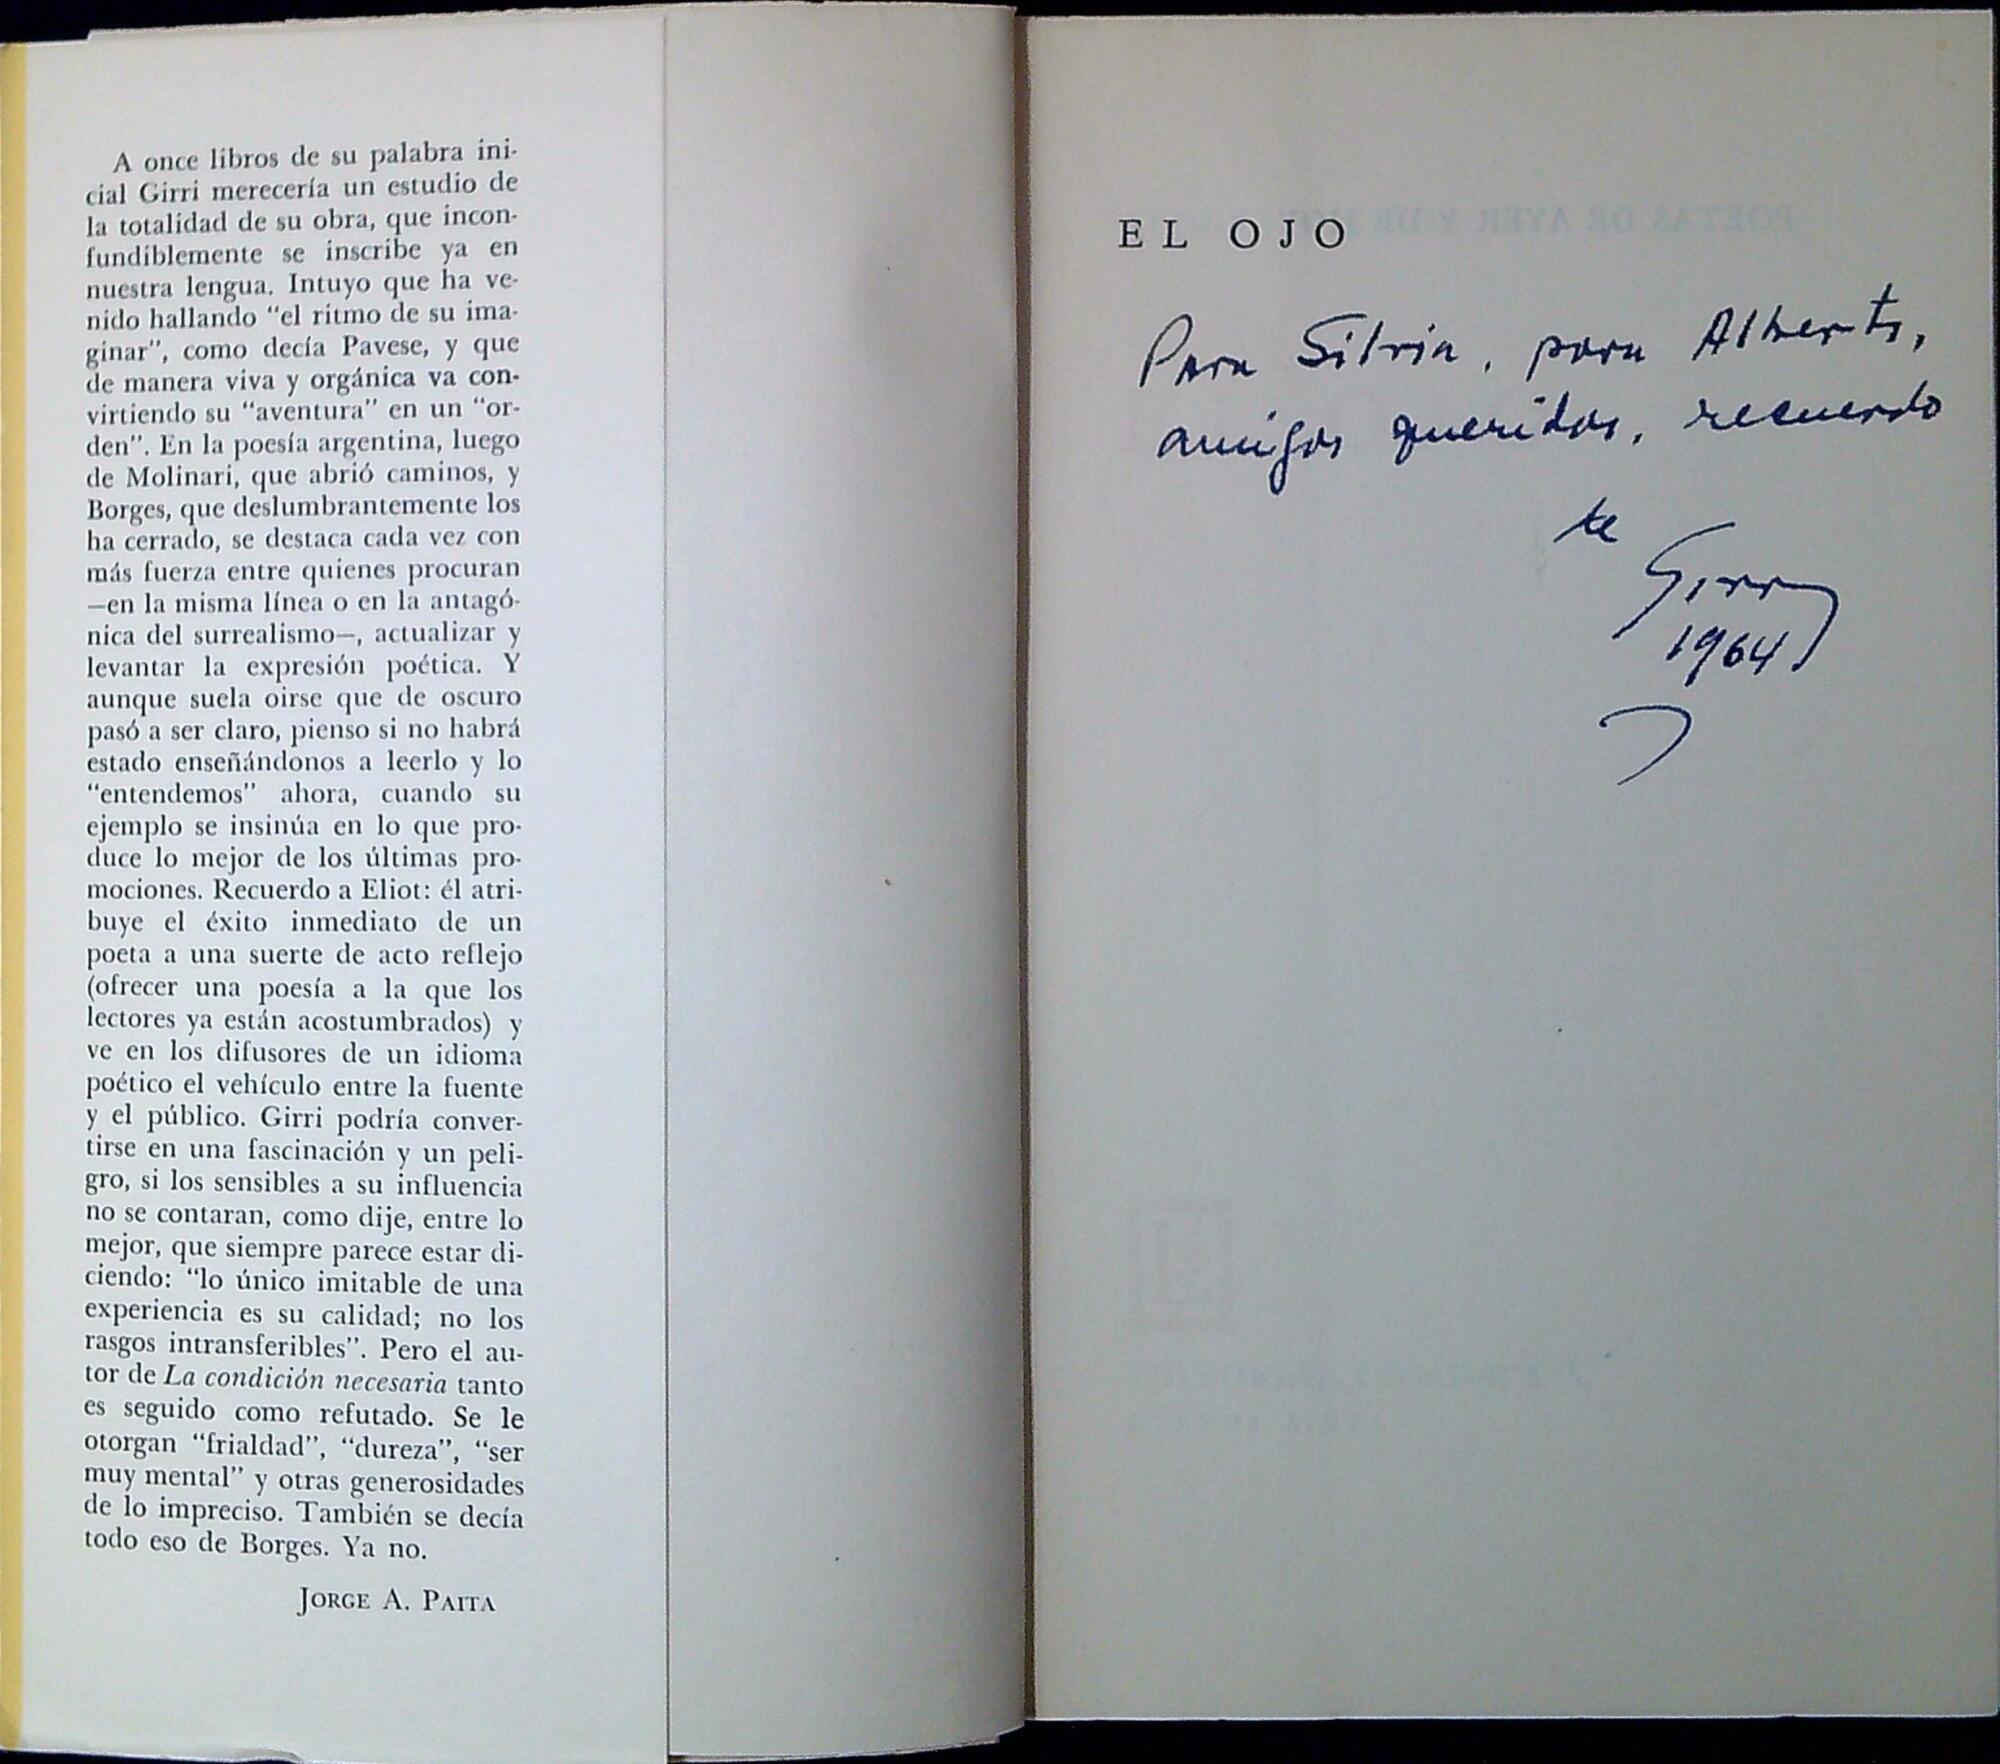 A once libros de su palabra ini-
cial Girri merecería un estudio de
la totalidad de su obra, que incon-
fundiblemente se inscribe ya en
nuestra lengua. Intuyo que ha ve-
nido hallando “el ritmo de su ima-
ginar”, como decía Pavese, y que
de manera viva y orgánica va con-
virtiendo su “aventura” en un “or-
den”. En la poesía argentina, luego
de Molinari, que abrió caminos, y
Borges, que deslumbrantemente los
ha cerrado, se destaca cada vez con
más fuerza entre quienes procuran
—en la misma línea o en la antagó-
nica del surrealismo—, actualizar y
levantar la expresión poética. Y
aunque suela oirse que de oscuro
pasó a ser claro, pienso si no habrá
estado enseñándonos a leerlo y lo
“entendemos” ahora, cuando su
ejemplo se insinúa en lo que pro-
duce lo mejor de los últimas pro-
mociones. Recuerdo a Eliot: él atri-
buye el éxito inmediato de un
poeta a una suerte de acto reflejo
(ofrecer una poesía a la que los
lectores ya están acostumbrados) y
ve en los difusores de un idioma
poético el vehículo entre la fuente
y el público. Girri podría conver-
tirse en una fascinación y un peli-
gro, si los sensibles a su influencia
no se contaran, como dije, entre lo
mejor, que siempre parece estar di-
ciendo: “lo único imitable de una
experiencia es su calidad; no los
rasgos intransferibles”. Pero el au-
tor de La condición necesaria tanto
es seguido como refutado. Se le
otorgan “frialdad”, “dureza”, “ser
muy mental” y otras generosidades
de lo impreciso. También se decía
todo eso de Borges. Ya no.
JORGE A. PAITA
EL OJO
Para Silvia, para Alberto,
amigos queridos, recuerdo
de
Girri
1964